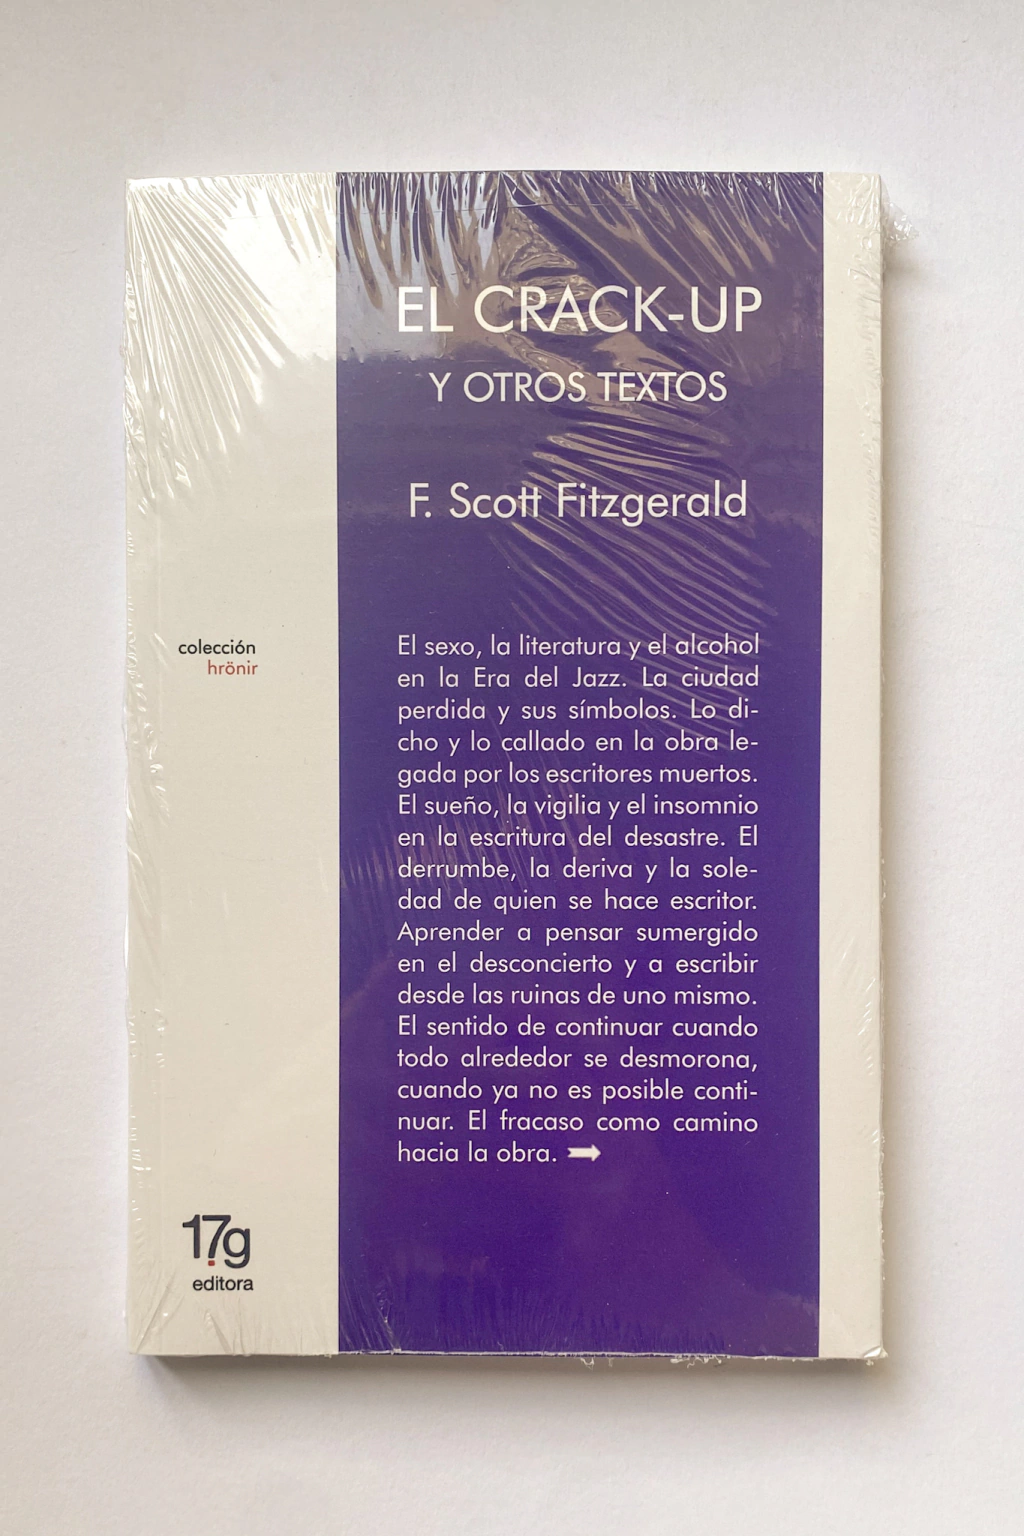 EL CRACK-UP
Y OTROS TEXTOS
F. Scott Fitzgerald
colección
hrönir
El sexo, la literatura y el alcohol
en la Era del Jazz. La ciudad
perdida y sus símbolos. Lo di-
cho y lo callado en la obra le-
gada por los escritores muertos.
El sueño, la vigilia y el insomnio
en la escritura del desastre. El
derrumbe, la deriva y la sole-
dad de quien se hace escritor.
Aprender a pensar sumergido
en el desconcierto y a escribir
desde las ruinas de uno mismo.
El sentido de continuar cuando
todo alrededor se desmorona,
cuando ya no es posible conti-
nuar. El fracaso como camino
hacia la obra.
17g
editora